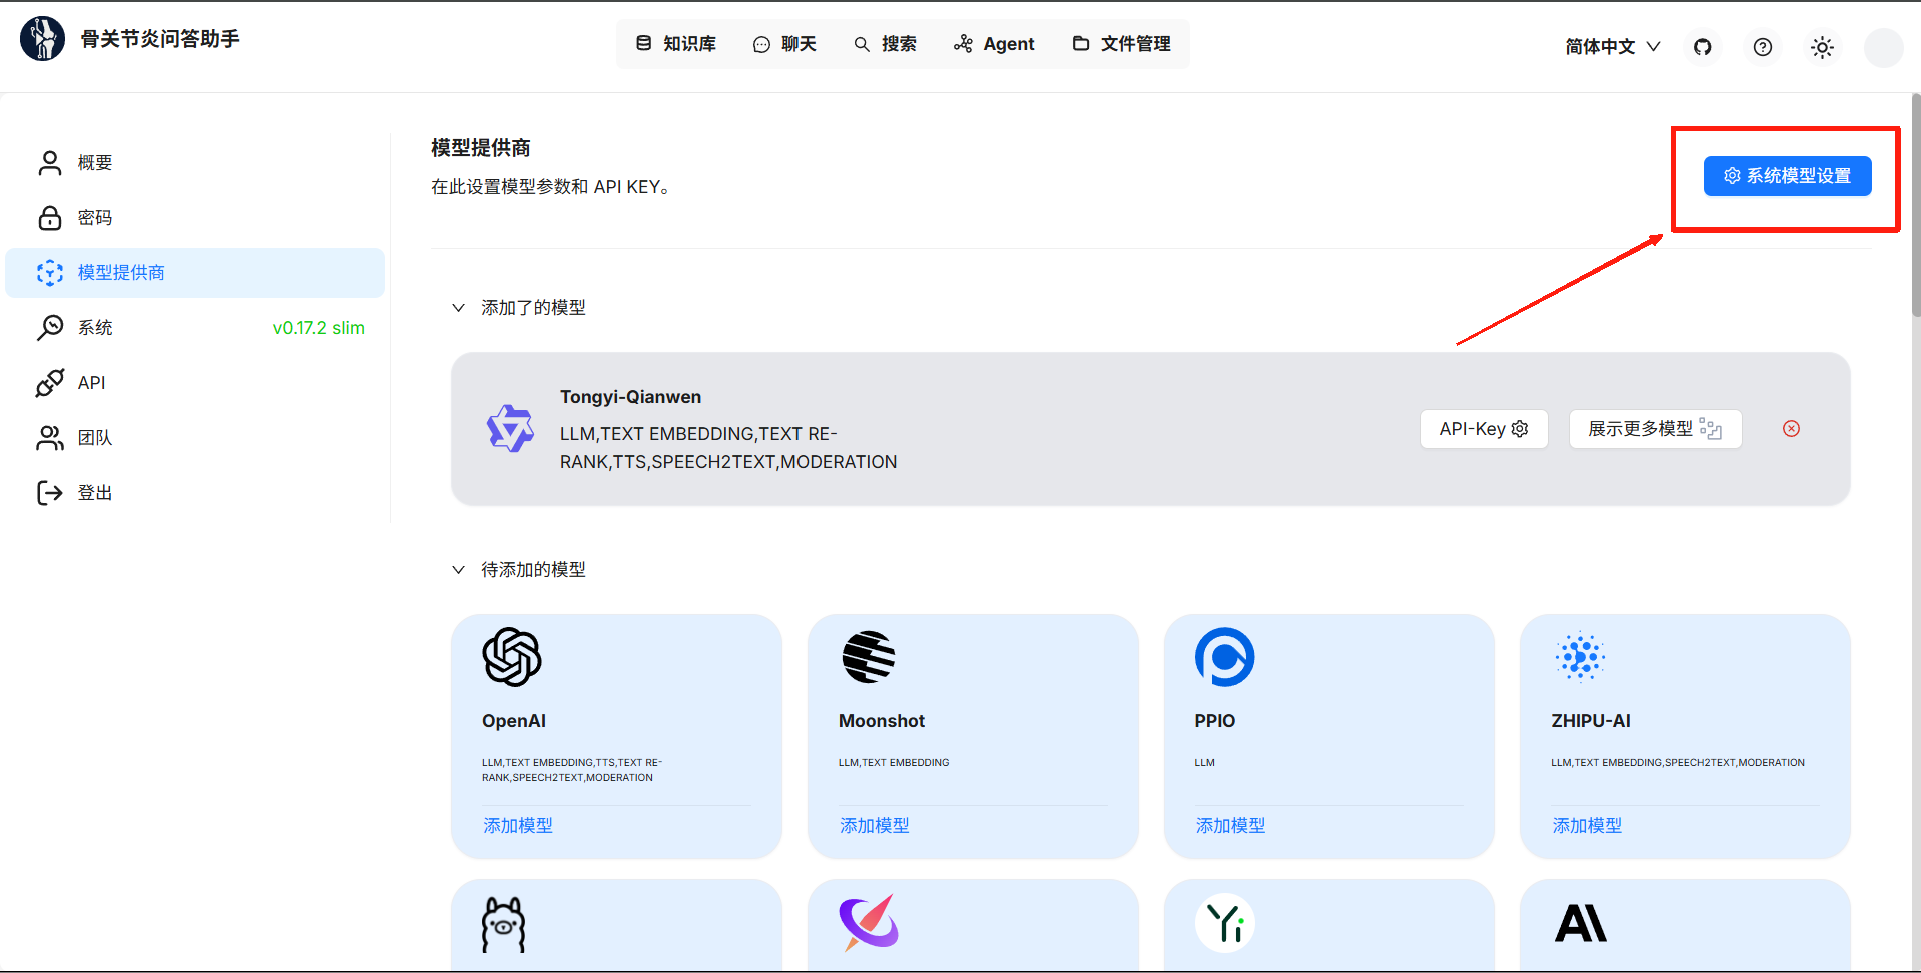 骨关节炎问答助手
知识库
聊天
搜索
Agent
文件管理
简体中文
概要
密码
模型提供商
系统
v0.17.2 slim
API
团队
登出
模型提供商
在此设置模型参数和 API KEY。
系统模型设置
添加了的模型
Tongyi-Qianwen
LLM,TEXT EMBEDDING,TEXT RE-
RANK,TTS,SPEECH2TEXT,MODERATION
API-Key
展示更多模型
待添加的模型
OpenAI
LLM,TEXT EMBEDDING,TTS,TEXT RE-
RANK,SPEECH2TEXT,MODERATION
添加模型
Moonshot
LLM,TEXT EMBEDDING
添加模型
PPIO
LLM
添加模型
ZHIPU-AI
LLM,TEXT EMBEDDING,SPEECH2TEXT,MODERATION
添加模型